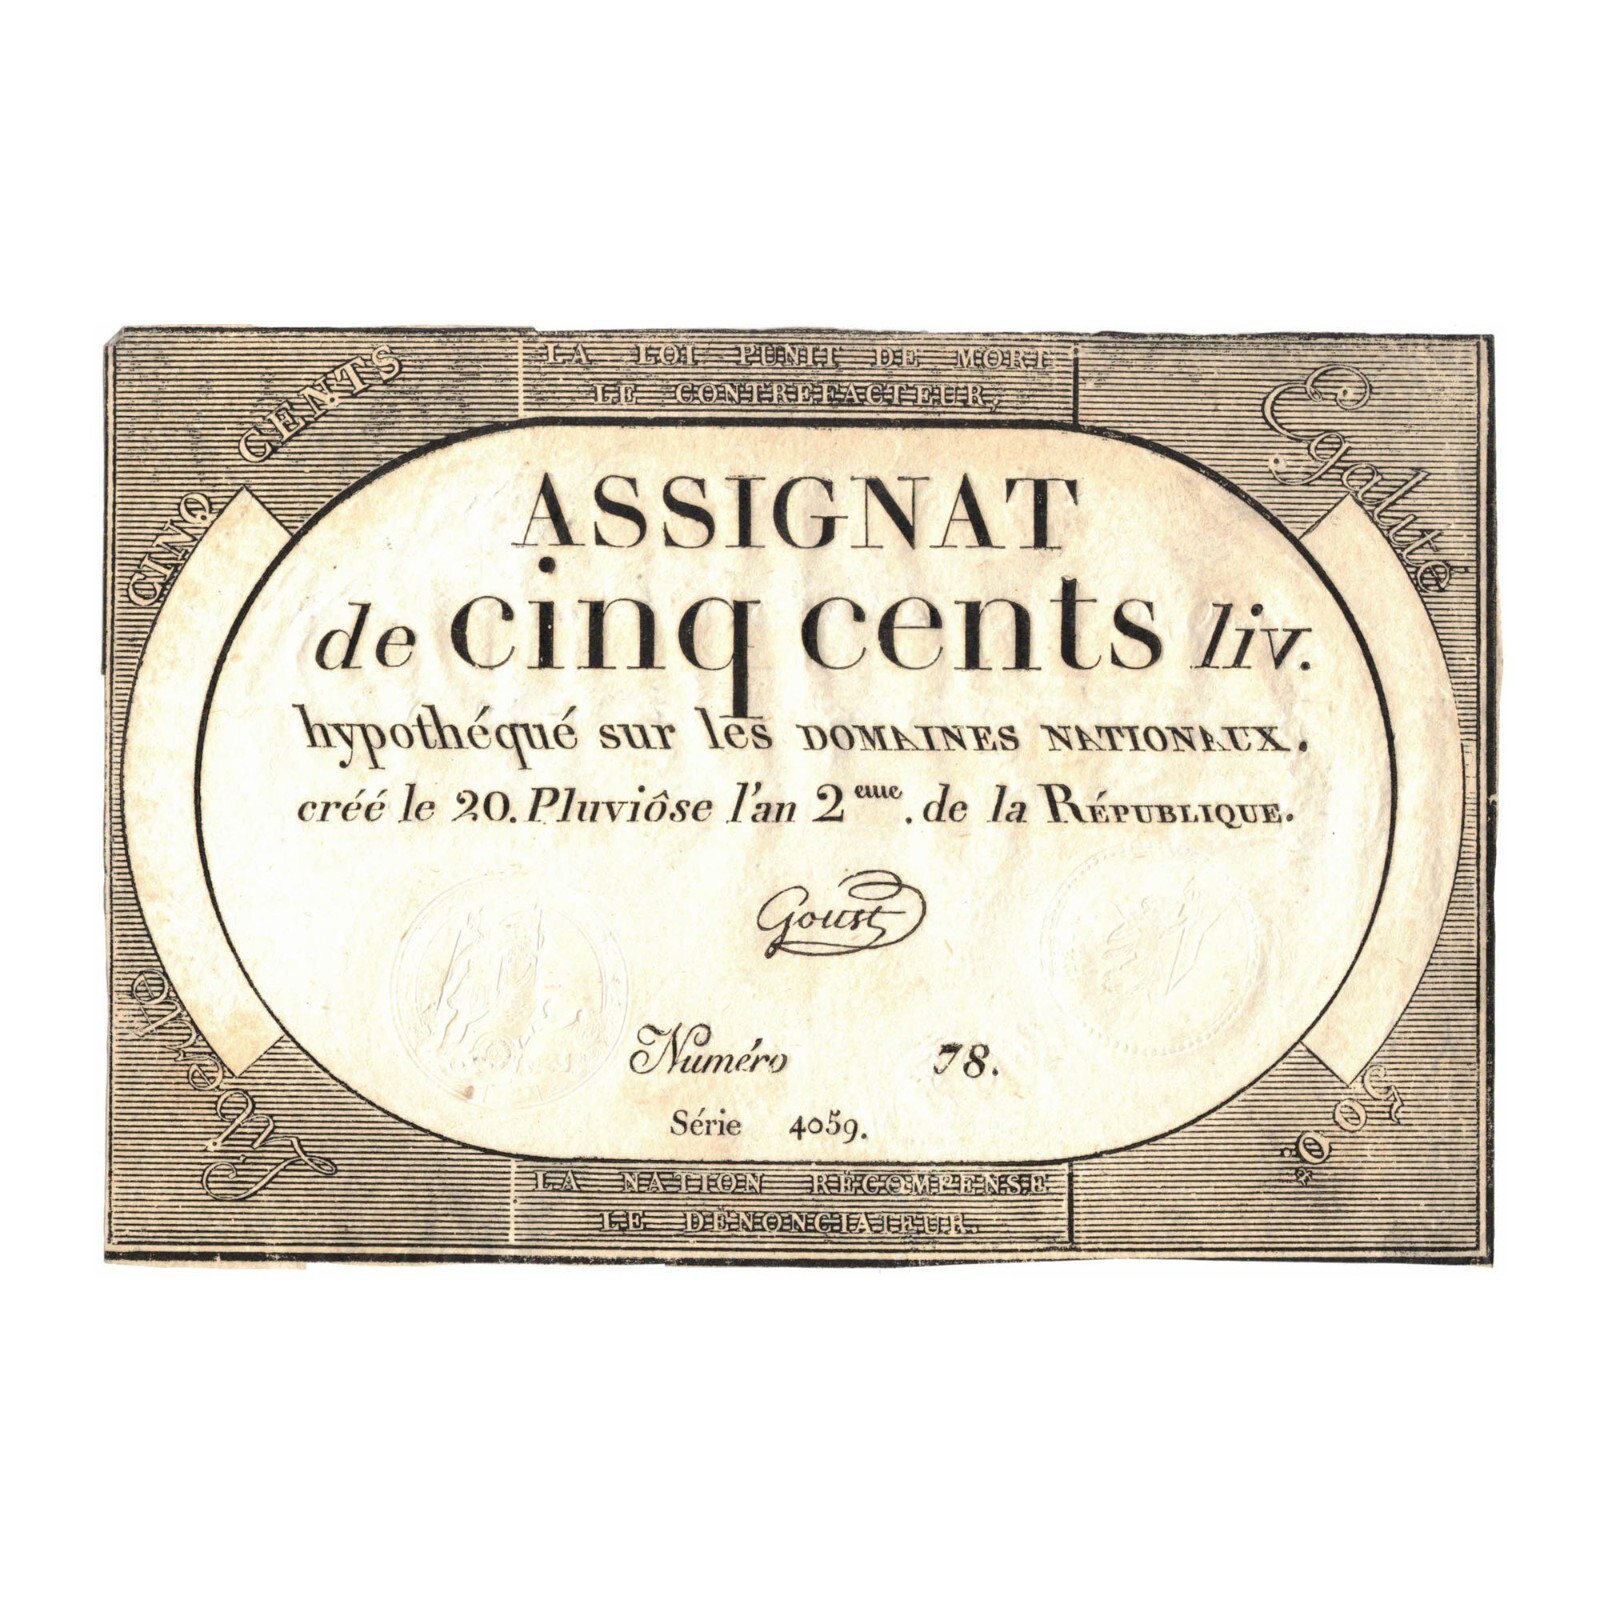 CINQ CENTS
LA LOI PUNIT DE MORT
LE CONTREFACTEUR,
Egalité
ASSIGNAT
de cinq cents liv.
hypothéqué sur les DOMAINES NATIONAUX.
créé le 20. Pluviôse l'an 2eme. de la RÉPUBLIQUE.
Goust
Numéro 78.
Série 4059.
Liberté
LA NATION RÉCOMPENSE
LE DÉNONCIATEUR.
500.